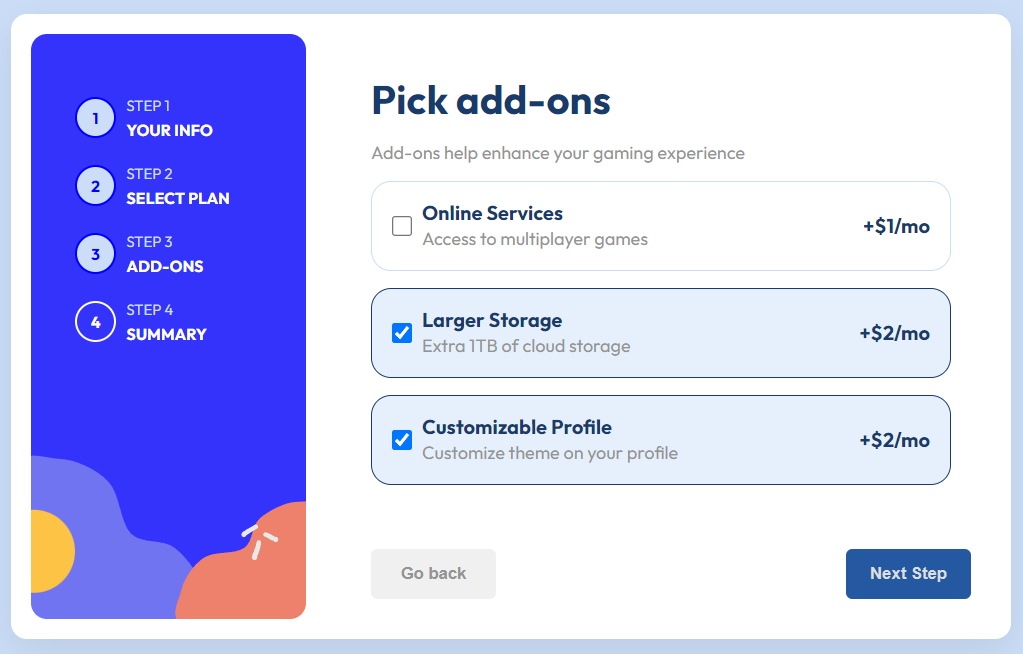 1
STEP 1
YOUR INFO
2
STEP 2
SELECT PLAN
3
STEP 3
ADD-ONS
4
STEP 4
SUMMARY
Pick add-ons
Add-ons help enhance your gaming experience
Online Services
Access to multiplayer games
+$1/mo
Larger Storage
Extra 1TB of cloud storage
+$2/mo
Customizable Profile
Customize theme on your profile
+$2/mo
Go back
Next Step